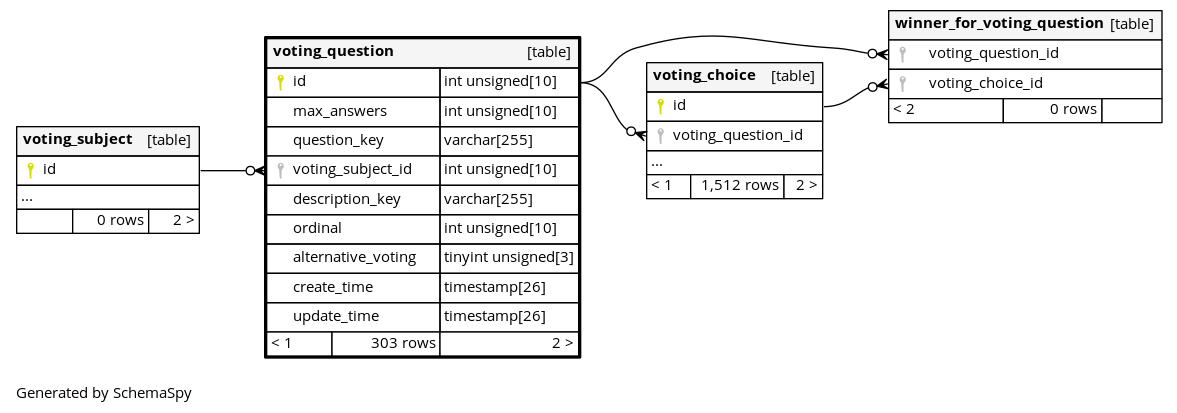 voting_subject [table]
id
...
0 rows 2 >
voting_question [table]
id int unsigned[10]
max_answers int unsigned[10]
question_key varchar[255]
voting_subject_id int unsigned[10]
description_key varchar[255]
ordinal int unsigned[10]
alternative_voting tinyint unsigned[3]
create_time timestamp[26]
update_time timestamp[26]
< 1 303 rows 2 >
voting_choice [table]
id
voting_question_id
...
< 1 1,512 rows 2 >
winner_for_voting_question [table]
voting_question_id
voting_choice_id
< 2 0 rows
Generated by SchemaSpy